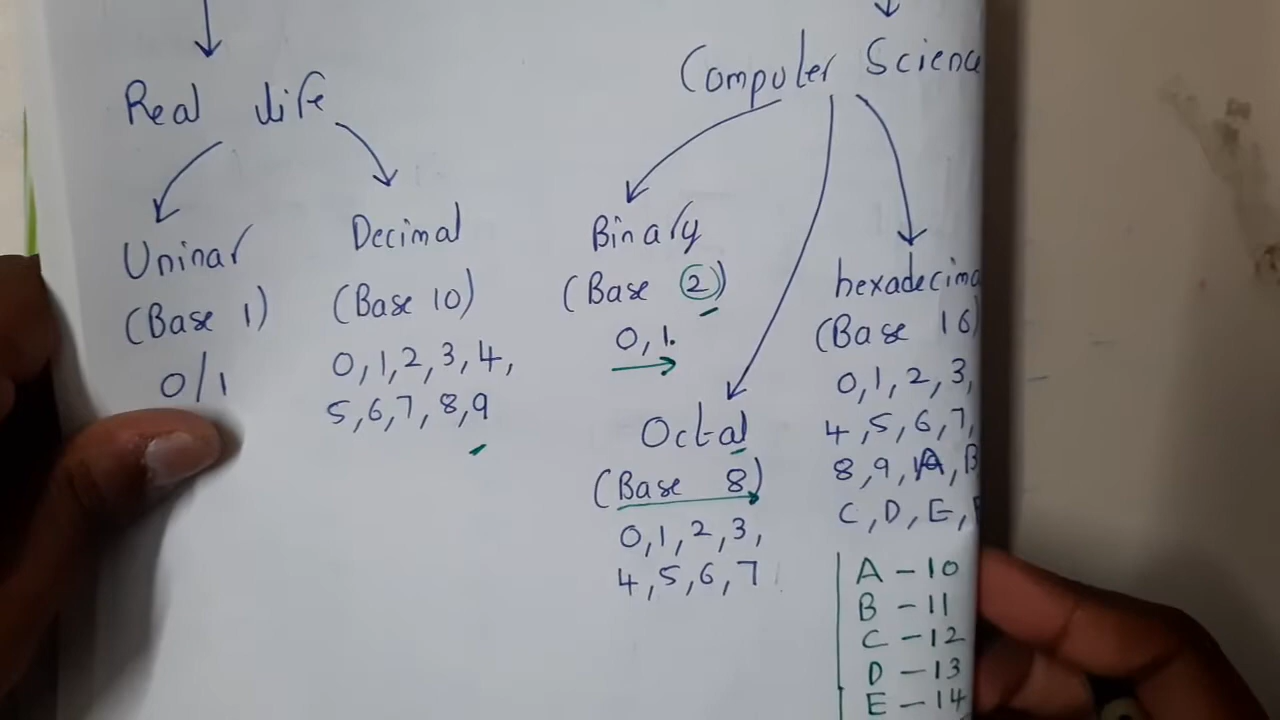 Real life
Uninar
(Base 1)
0/1
Decimal
(Base 10)
0,1,2,3,4,
5,6,7,8,9
Computer Science
Binary
(Base 2)
0,1.
Octal
(Base 8)
0,1,2,3,
4,5,6,7
hexadecima
(Base 16)
0,1,2,3,
4,5,6,7,
8,9,A,B
C,D,E,F
A-10
B-11
C-12
D-13
E-14